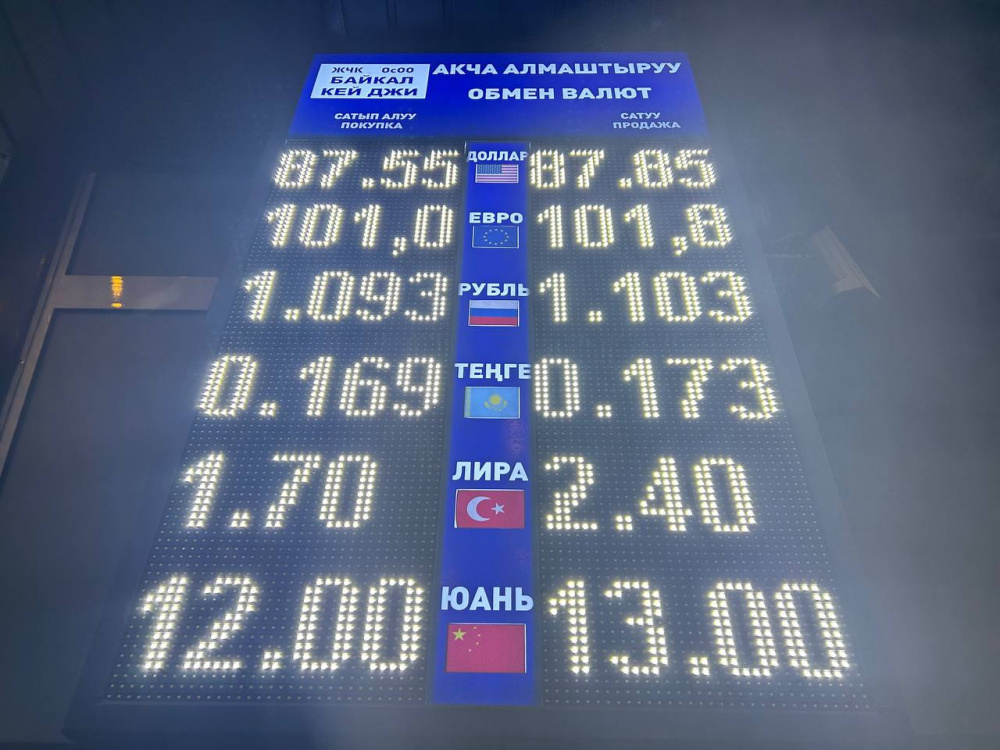 ЖЧК ОсОО
БАЙКАЛ
КЕЙ ДЖИ
АКЧА АЛМАШТЫРУУ
ОБМЕН ВАЛЮТ
САТЫП АЛУУ
ПОКУПКА
САТУУ
ПРОДАЖА
87.55 ДОЛЛАР 87.85
101,0 ЕВРО 101,8
1.093 РУБЛЬ 1.103
0.169 ТЕҢГЕ 0.173
1.70 ЛИРА 2.40
12.00 ЮАНЬ 13.00